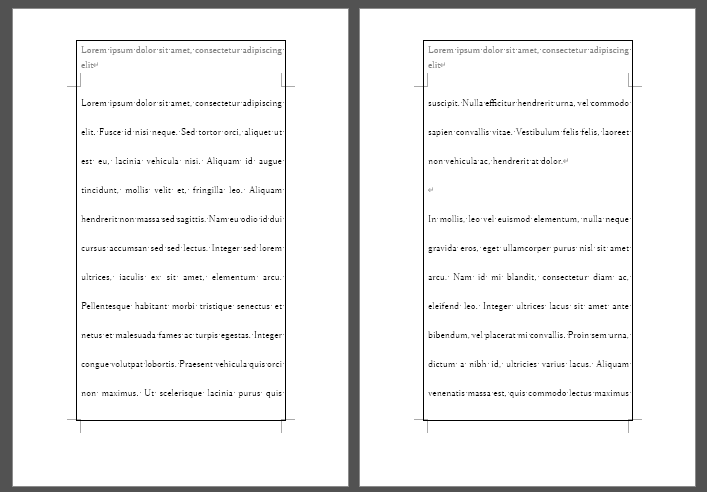 Lorem ipsum dolor sit amet, consectetur adipiscing
elit
Lorem ipsum dolor sit amet, consectetur adipiscing
elit. Fusce id nisi neque. Sed tortor orci, aliquet ut
est eu, lacinia vehicula nisi. Aliquam id augue
tincidunt, mollis velit et, fringilla leo. Aliquam
hendrerit non massa sed sagittis. Nam eu odio id dui
cursus accumsan sed sed lectus. Integer sed lorem
ultrices, iaculis ex sit amet, elementum arcu.
Pellentesque habitant morbi tristique senectus et
netus et malesuada fames ac turpis egestas. Integer
congue volutpat lobortis. Praesent vehicula quis orci
non maximus. Ut scelerisque lacinia purus quis
Lorem ipsum dolor sit amet, consectetur adipiscing
elit
suscipit. Nulla efficitur hendrerit urna, vel commodo
sapien convallis vitae. Vestibulum felis felis, laoreet
non vehicula ac, hendrerit at dolor.
In mollis, leo vel euismod elementum, nulla neque
gravida eros, eget ullamcorper purus nisl sit amet
arcu. Nam id mi blandit, consectetur diam ac,
eleifend leo. Integer ultrices lacus sit amet ante
bibendum, vel placerat mi convallis. Proin sem urna,
dictum a nibh id, ultricies varius lacus. Aliquam
venenatis massa est, quis commodo lectus maximus